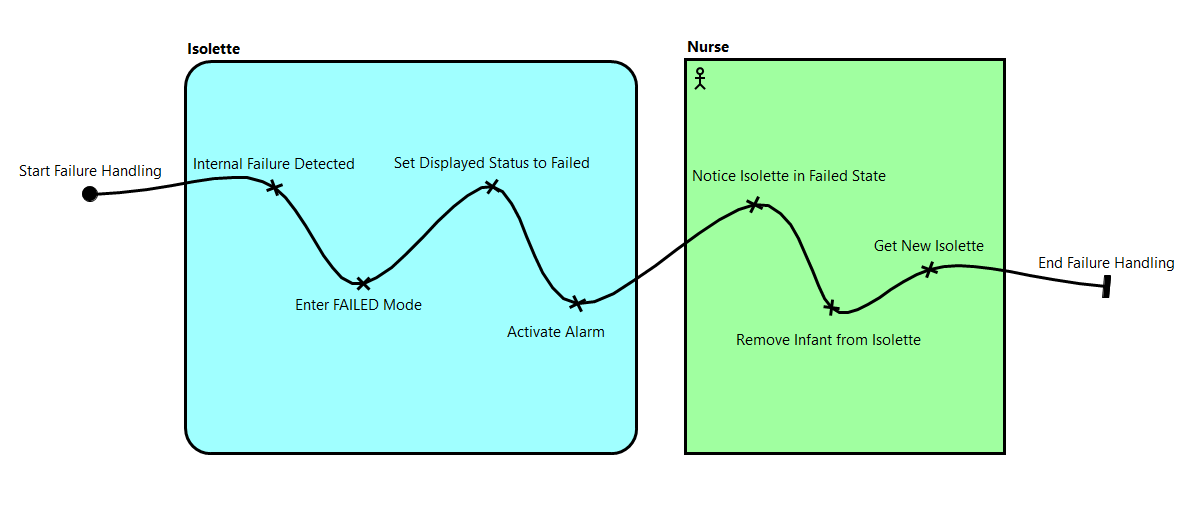 Isolette
Nurse
Start Failure Handling
Internal Failure Detected
Set Displayed Status to Failed
Notice Isolette in Failed State
Get New Isolette
End Failure Handling
Enter FAILED Mode
Activate Alarm
Remove Infant from Isolette